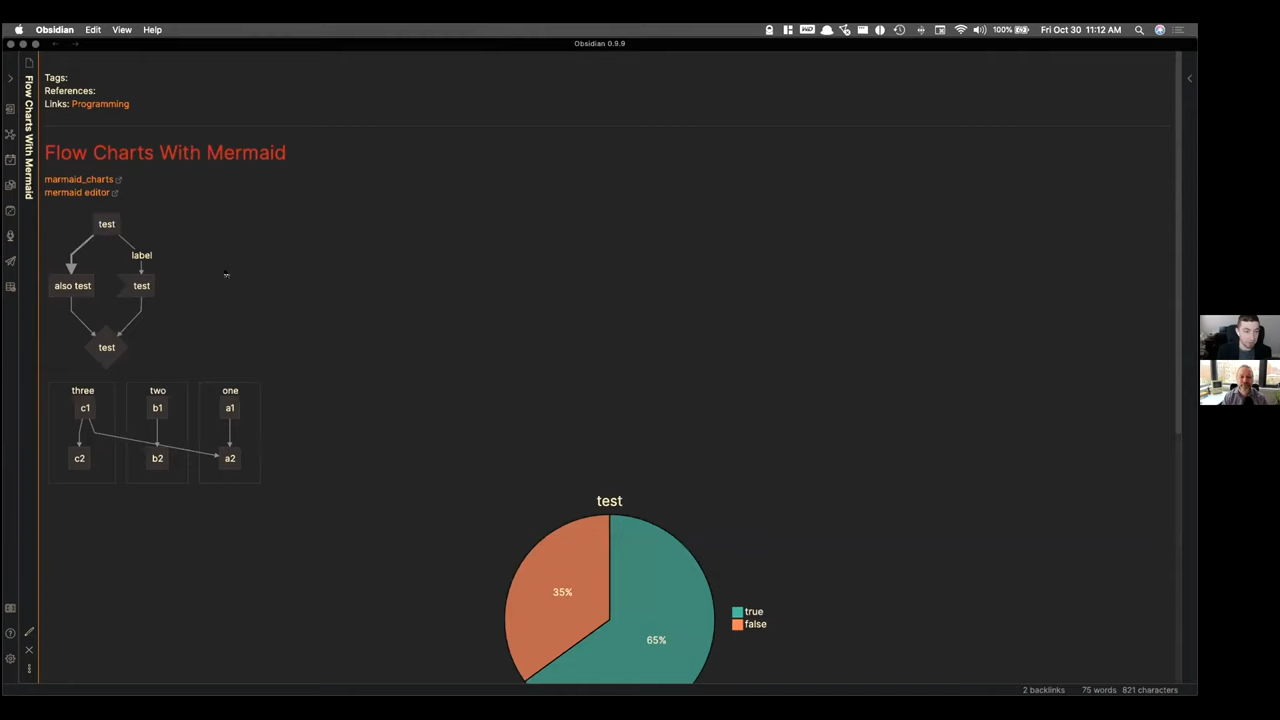 Obsidian Edit View Help 100% Fri Oct 30 11:12 AM
Obsidian 0.9.9
Flow Charts With Mermaid
Tags:
References:
Links: Programming
Flow Charts With Mermaid
marmaid_charts
mermaid editor
test
label
also test test
test
three two one
c1 b1 a1
c2 b2 a2
test
35%
65%
true
false
2 backlinks 75 words 821 characters